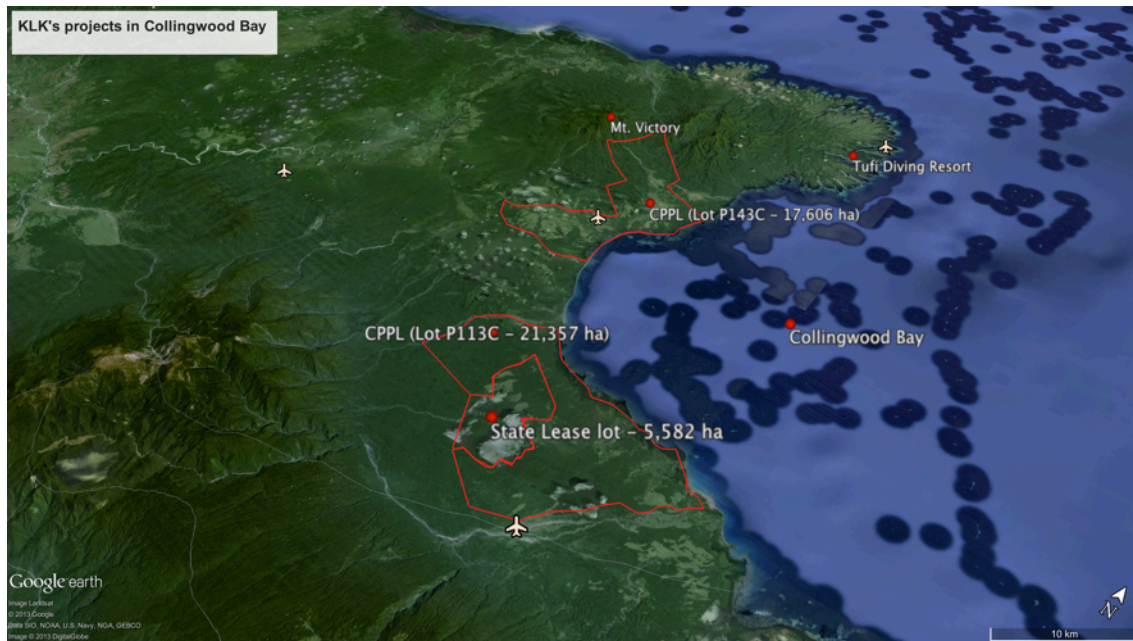 KLK's projects in Collingwood Bay
Mt. Victory
Tufi Diving Resort
CPPL (Lot P143C – 17,606 ha)
CPPL (Lot P113C – 21,357 ha)
Collingwood Bay
State Lease lot – 5,582 ha
Google earth
Image Landsat
© 2013 Google
Data SIO, NOAA, U.S. Navy, NGA, GEBCO
Image © 2013 DigitalGlobe
N
10 km